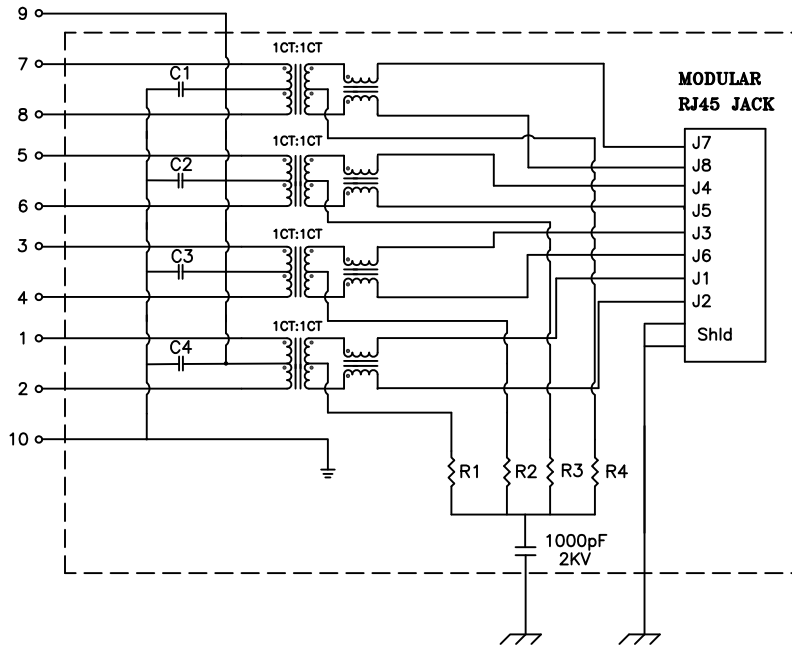 9
7
8
5
6
3
4
1
2
10
1CT:1CT
C1
1CT:1CT
C2
1CT:1CT
C3
1CT:1CT
C4
MODULAR
RJ45 JACK
J7
J8
J4
J5
J3
J6
J1
J2
Shld
R1
R2
R3
R4
1000pF
2KV